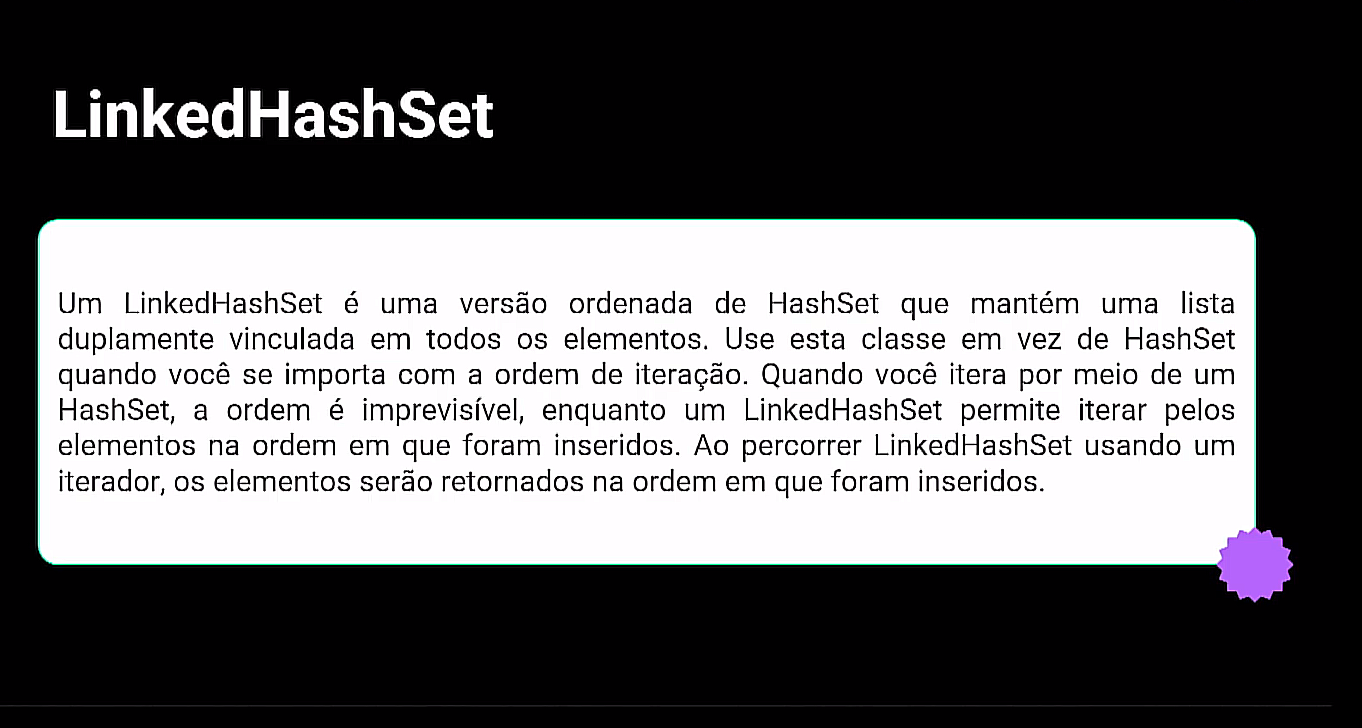 LinkedHashSet
Um LinkedHashSet é uma versão ordenada de HashSet que mantém uma lista
duplamente vinculada em todos os elementos. Use esta classe em vez de HashSet
quando você se importa com a ordem de iteração. Quando você itera por meio de um
HashSet, a ordem é imprevisível, enquanto um LinkedHashSet permite iterar pelos
elementos na ordem em que foram inseridos. Ao percorrer LinkedHashSet usando um
iterador, os elementos serão retornados na ordem em que foram inseridos.